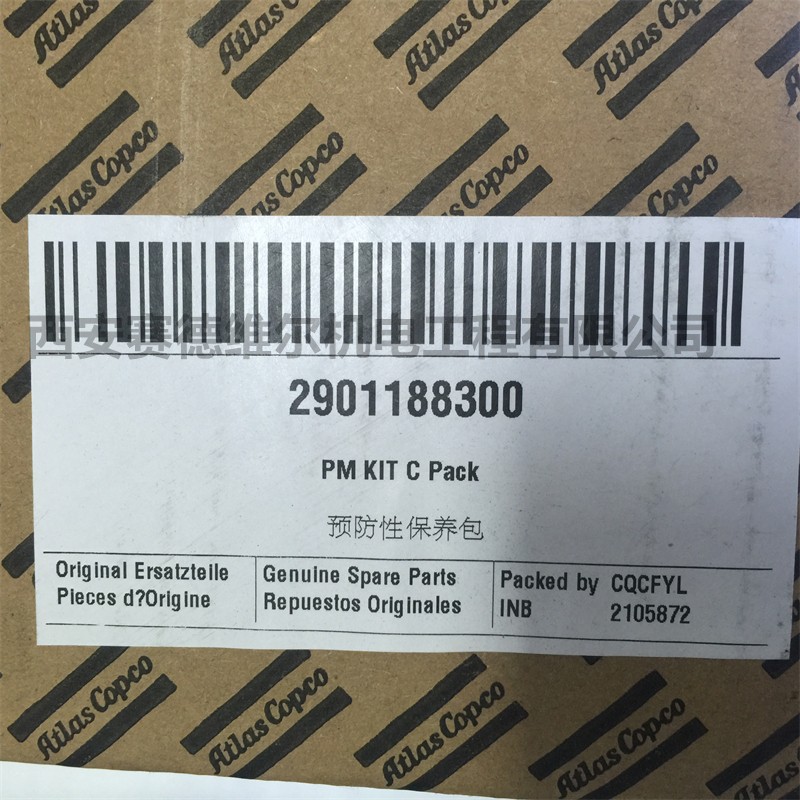 Atlas Copco
Atlas Copco
Atlas Copco
Atlas Copco
Atlas Copco
Atlas Copco
Atlas Copco
Atlas Copco
西安赛德维尔机电工程有限公司
2901188300
PM KIT C Pack
预防性保养包
Original Ersatzteile
Pieces d?Origine
Genuine Spare Parts
Repuestos Originales
Packed by CQCFYL
INB 2105872
Atlas Copco
Atlas Copco
Atlas Copco
Atlas Copco